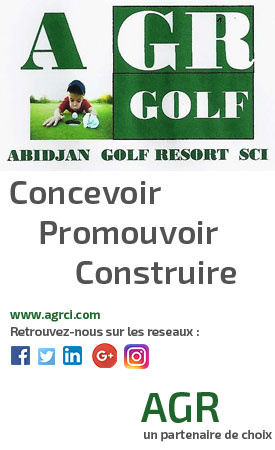 A GR
GOLF
ABIDJAN GOLF RESORT SCI
Concevoir
Promouvoir
Construire
www.agrci.com
Retrouvez-nous sur les reseaux :
f in G+
AGR
un partenaire de choix